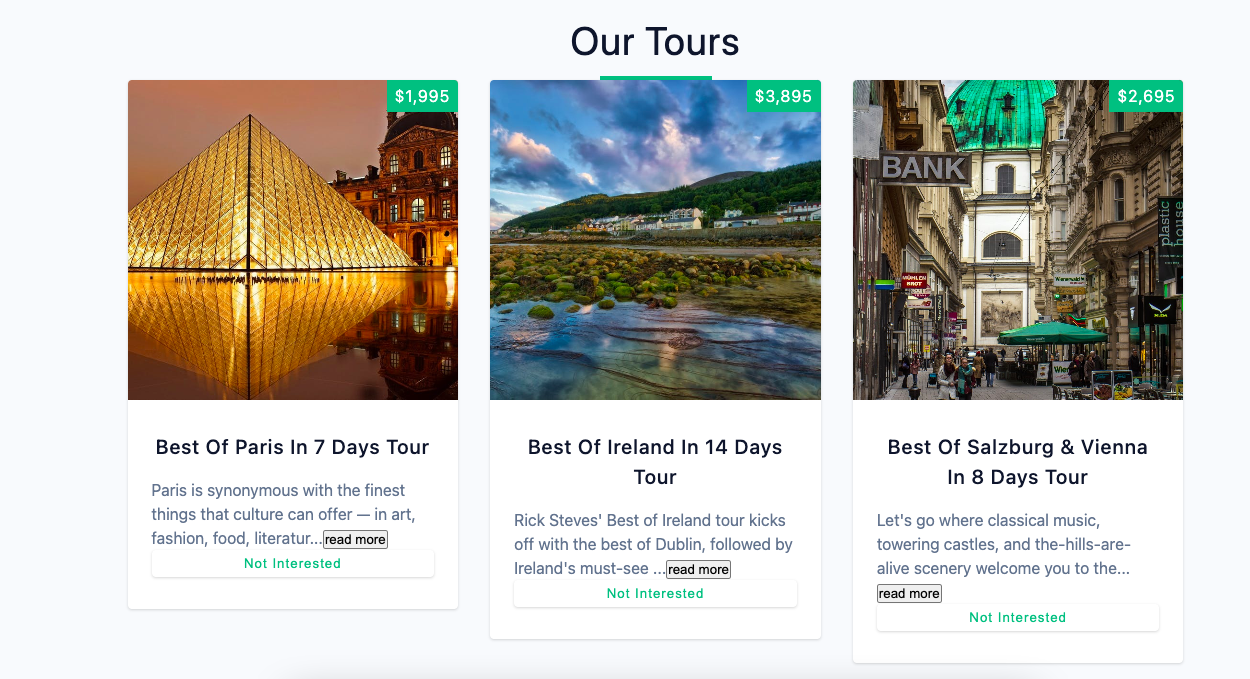 Our Tours
$1,995
$3,895
$2,695
BANK
plastic
house
MÜHLEN
BROT
Wienerwald
Wien
Best Of Paris In 7 Days Tour
Paris is synonymous with the finest
things that culture can offer — in art,
fashion, food, literatur...read more
Not Interested
Best Of Ireland In 14 Days
Tour
Rick Steves' Best of Ireland tour kicks
off with the best of Dublin, followed by
Ireland's must-see ...read more
Not Interested
Best Of Salzburg & Vienna
In 8 Days Tour
Let's go where classical music,
towering castles, and the-hills-are-
alive scenery welcome you to the...
read more
Not Interested